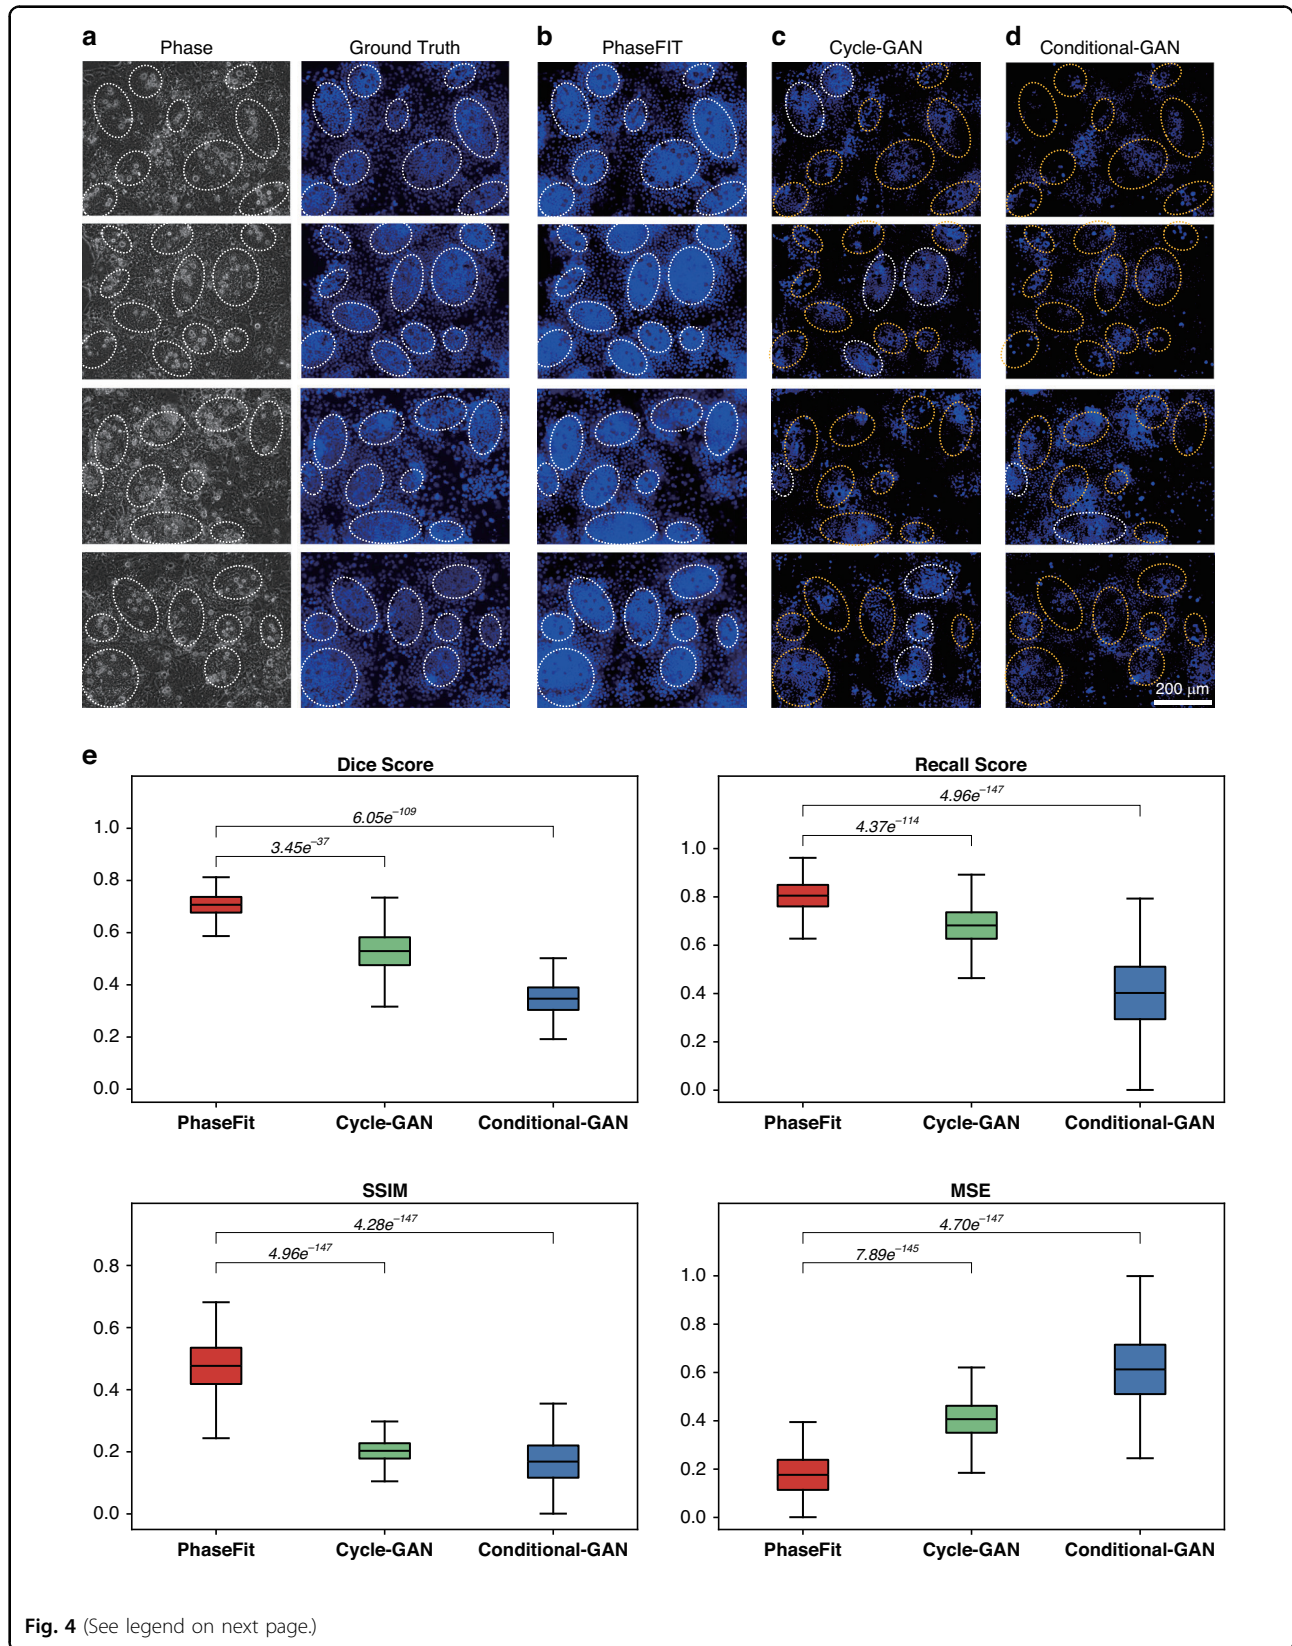 a b c d
Phase Ground Truth PhaseFIT Cycle-GAN Conditional-GAN
200 μm
e
Dice Score
6.05e⁻¹⁰⁹
3.45e⁻³⁷
1.0
0.8
0.6
0.4
0.2
0.0
PhaseFit Cycle-GAN Conditional-GAN
Recall Score
4.96e⁻¹⁴⁷
4.37e⁻¹¹⁴
1.0
0.8
0.6
0.4
0.2
0.0
PhaseFit Cycle-GAN Conditional-GAN
SSIM
4.28e⁻¹⁴⁷
4.96e⁻¹⁴⁷
0.8
0.6
0.4
0.2
0.0
PhaseFit Cycle-GAN Conditional-GAN
MSE
4.70e⁻¹⁴⁷
7.89e⁻¹⁴⁵
1.0
0.8
0.6
0.4
0.2
0.0
PhaseFit Cycle-GAN Conditional-GAN
Fig. 4 (See legend on next page.)